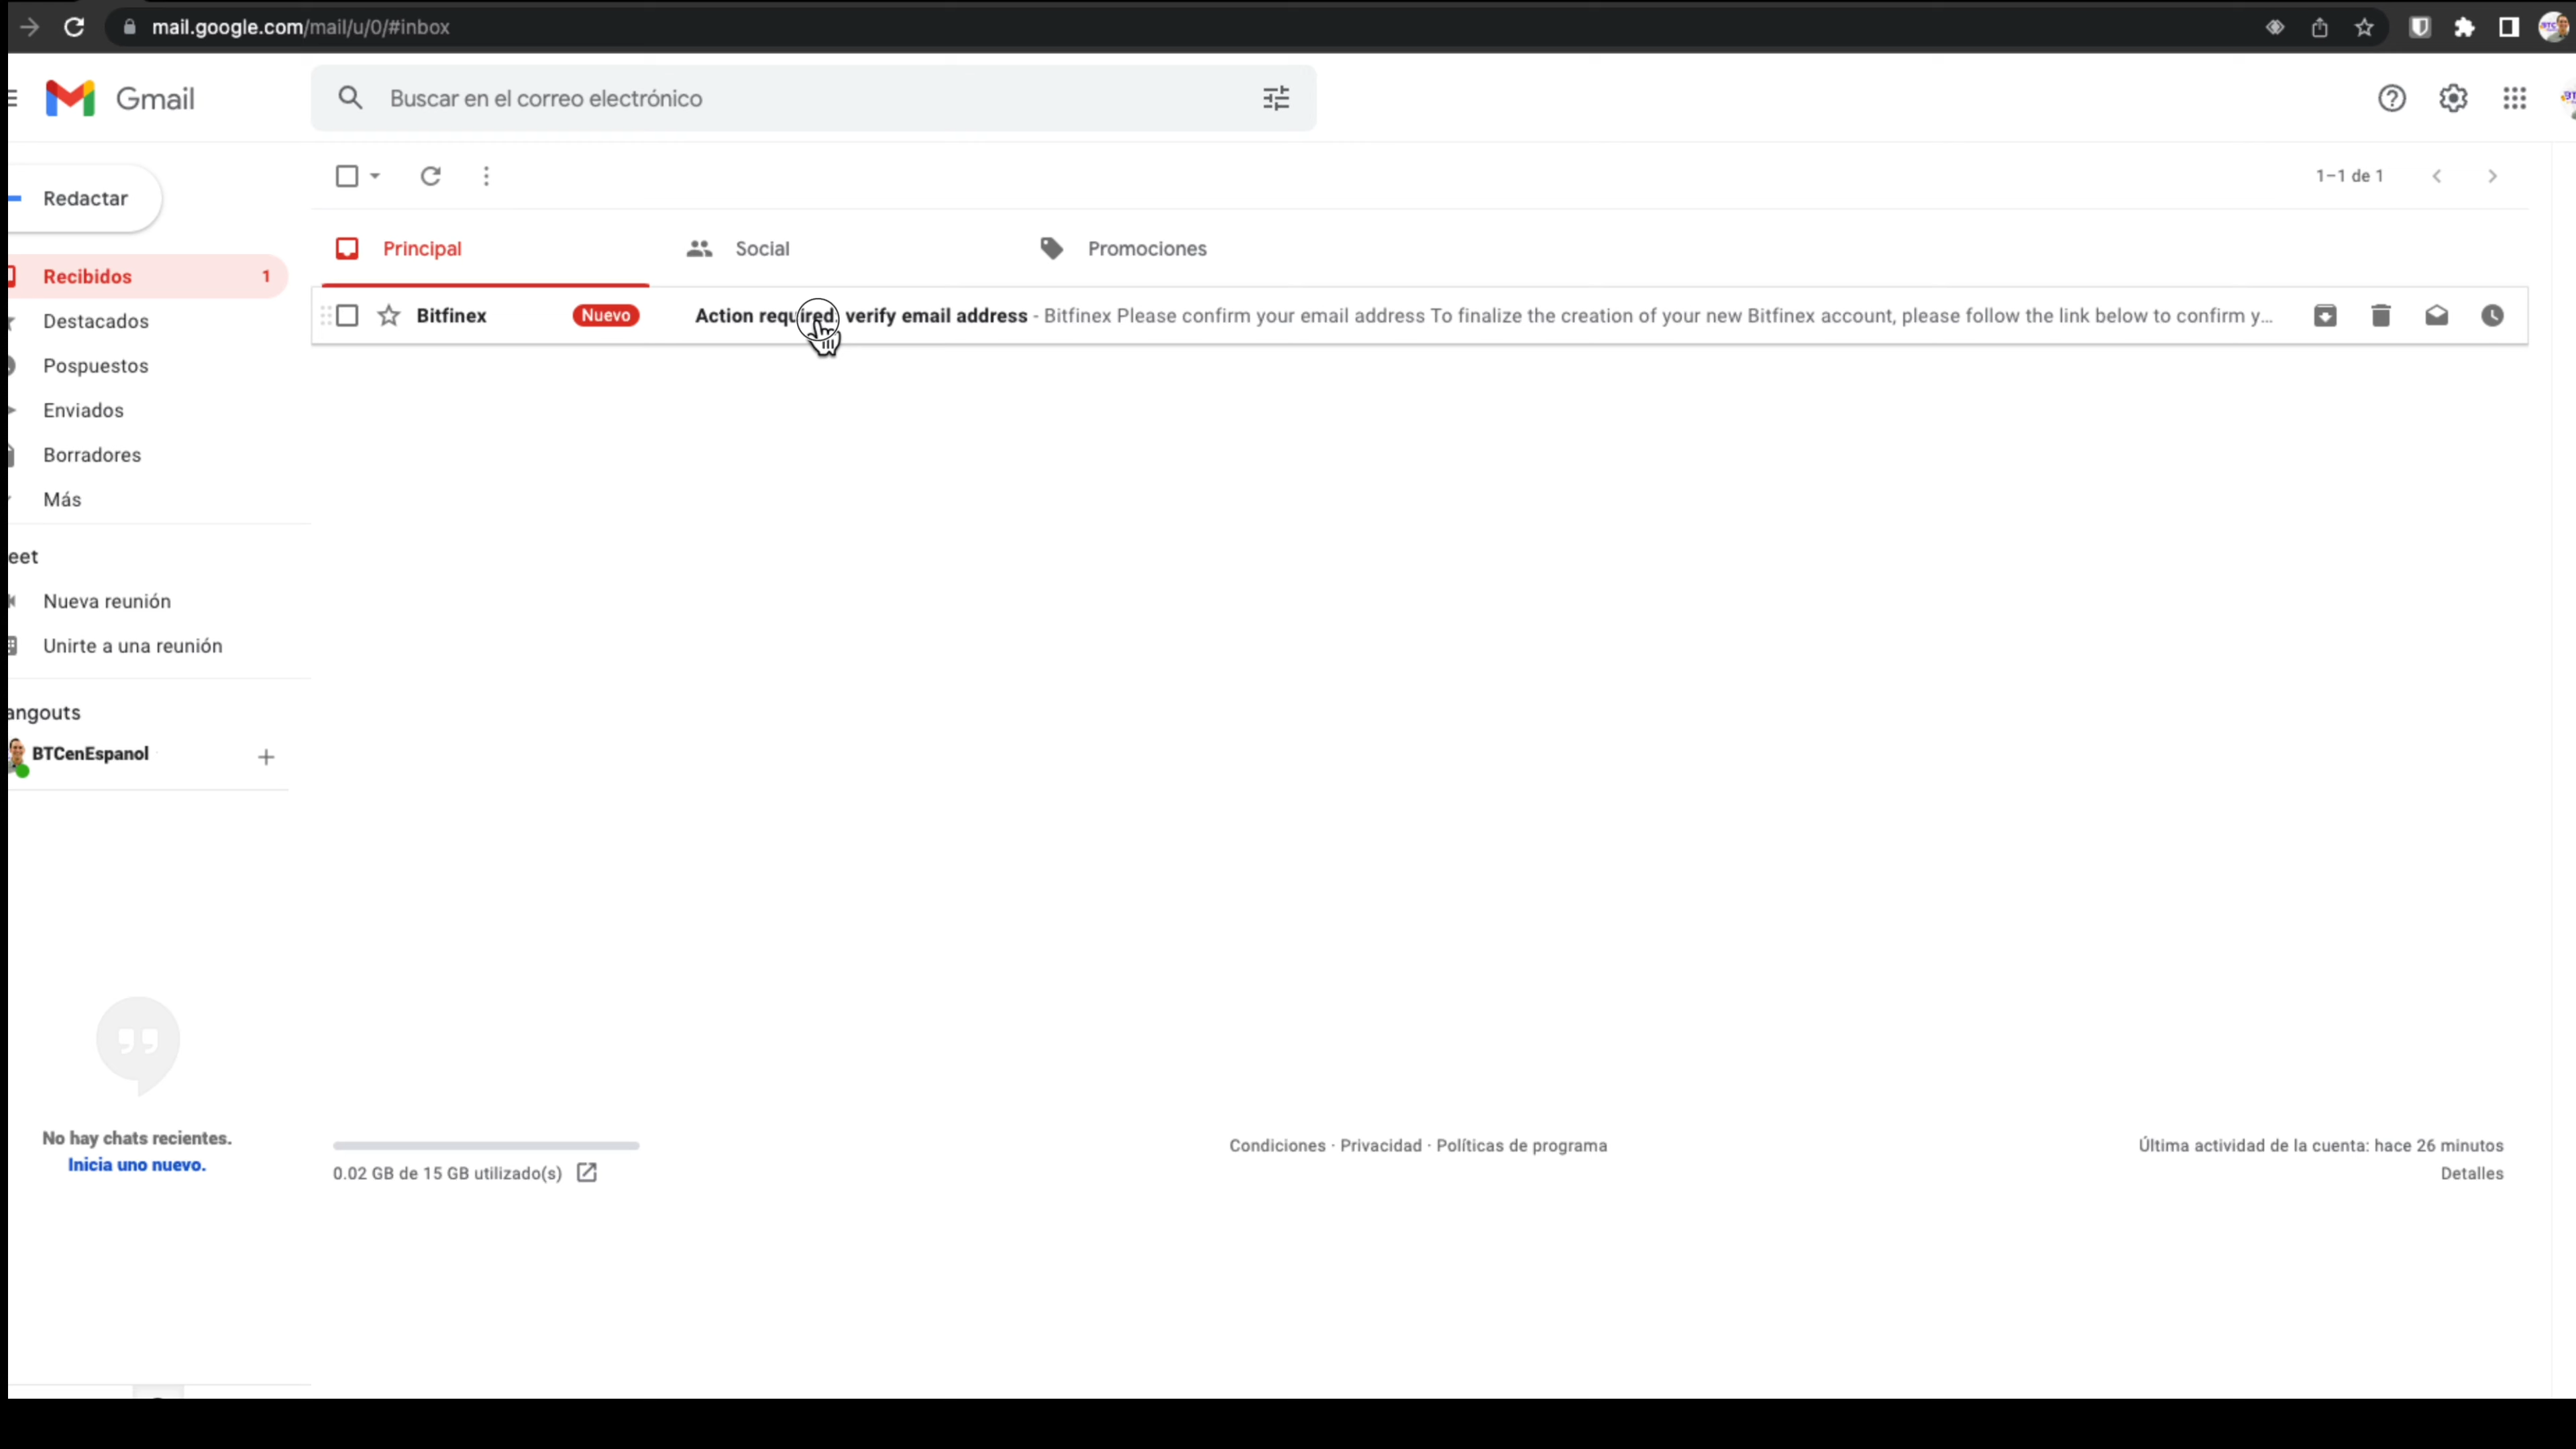 mail.google.com/mail/u/0/#inbox
Gmail
Buscar en el correo electrónico
Redactar
1–1 de 1
Principal
Social
Promociones
Recibidos 1
Bitfinex Nuevo Action required, verify email address - Bitfinex Please confirm your email address To finalize the creation of your new Bitfinex account, please follow the link below to confirm y...
Destacados
Pospuestos
Enviados
Borradores
Más
eet
Nueva reunión
Unirte a una reunión
angouts
BTCenEspanol
No hay chats recientes.
Inicia uno nuevo.
0.02 GB de 15 GB utilizado(s)
Condiciones · Privacidad · Políticas de programa
Última actividad de la cuenta: hace 26 minutos
Detalles